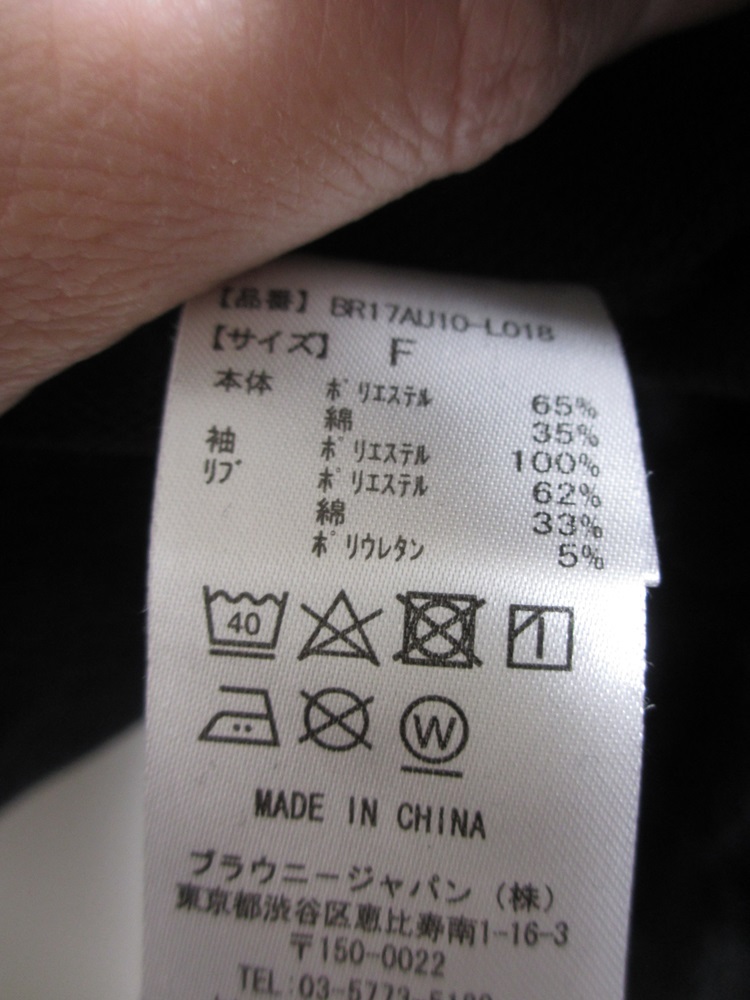 【品番】 BR17AU10-L018
【サイズ】 F
本体 ポリエステル 65%
綿 35%
袖 ポリエステル 100%
リブ ポリエステル 62%
綿 33%
ポリウレタン 5%
40
W
MADE IN CHINA
ブラウニージャパン(株)
東京都渋谷区恵比寿南1-16-3
〒150-0022
TEL:03-5773-